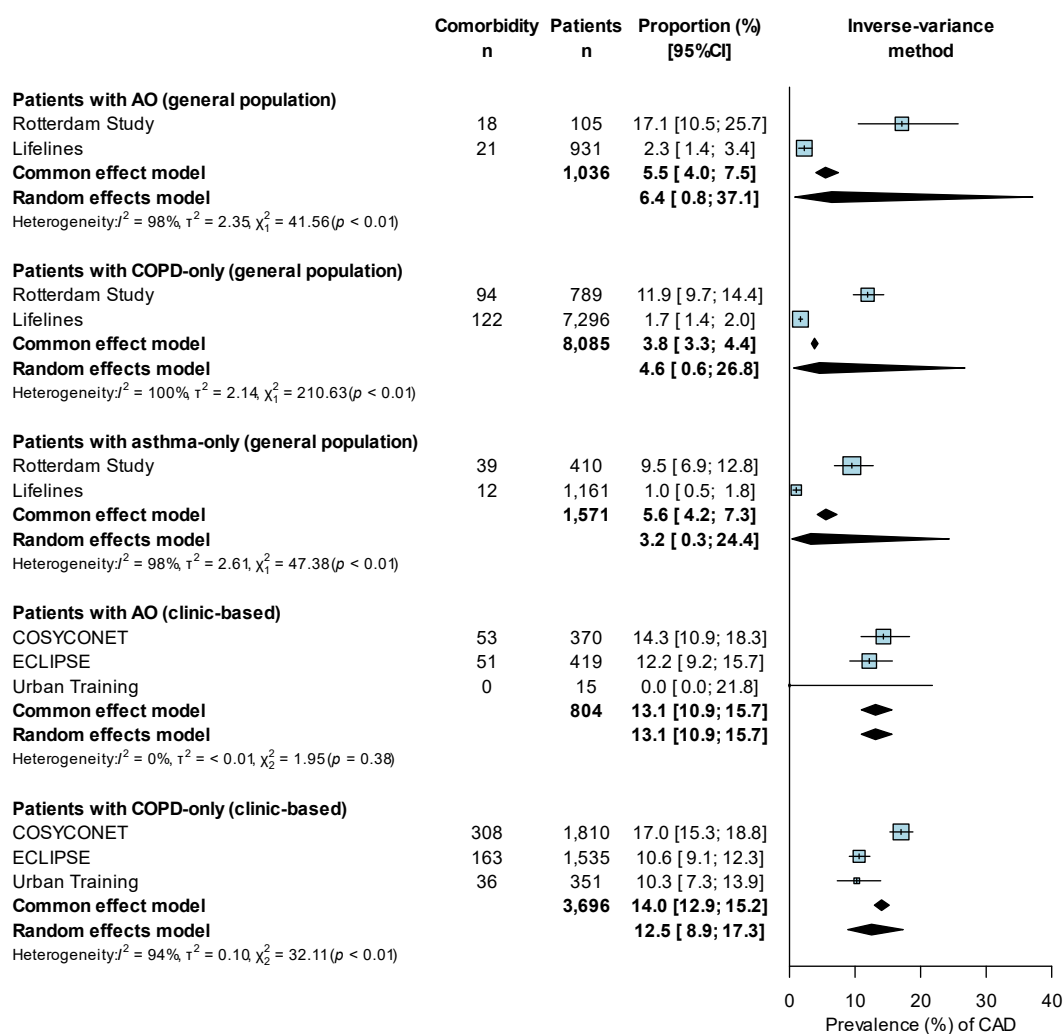 Comorbidity Patients Proportion (%) Inverse-variance
n n [95%CI] method
Patients with AO (general population)
Rotterdam Study 18 105 17.1 [10.5; 25.7]
Lifelines 21 931 2.3 [ 1.4; 3.4]
Common effect model 1,036 5.5 [ 4.0; 7.5]
Random effects model 6.4 [ 0.8; 37.1]
Heterogeneity: I² = 98%, τ² = 2.35, χ²₁ = 41.56 (p < 0.01)
Patients with COPD-only (general population)
Rotterdam Study 94 789 11.9 [ 9.7; 14.4]
Lifelines 122 7,296 1.7 [ 1.4; 2.0]
Common effect model 8,085 3.8 [ 3.3; 4.4]
Random effects model 4.6 [ 0.6; 26.8]
Heterogeneity: I² = 100%, τ² = 2.14, χ²₁ = 210.63 (p < 0.01)
Patients with asthma-only (general population)
Rotterdam Study 39 410 9.5 [ 6.9; 12.8]
Lifelines 12 1,161 1.0 [ 0.5; 1.8]
Common effect model 1,571 5.6 [ 4.2; 7.3]
Random effects model 3.2 [ 0.3; 24.4]
Heterogeneity: I² = 98%, τ² = 2.61, χ²₁ = 47.38 (p < 0.01)
Patients with AO (clinic-based)
COSYCONET 53 370 14.3 [10.9; 18.3]
ECLIPSE 51 419 12.2 [ 9.2; 15.7]
Urban Training 0 15 0.0 [ 0.0; 21.8]
Common effect model 804 13.1 [10.9; 15.7]
Random effects model 13.1 [10.9; 15.7]
Heterogeneity: I² = 0%, τ² = < 0.01, χ²₂ = 1.95 (p = 0.38)
Patients with COPD-only (clinic-based)
COSYCONET 308 1,810 17.0 [15.3; 18.8]
ECLIPSE 163 1,535 10.6 [ 9.1; 12.3]
Urban Training 36 351 10.3 [ 7.3; 13.9]
Common effect model 3,696 14.0 [12.9; 15.2]
Random effects model 12.5 [ 8.9; 17.3]
Heterogeneity: I² = 94%, τ² = 0.10, χ²₂ = 32.11 (p < 0.01)
0 10 20 30 40
Prevalence (%) of CAD